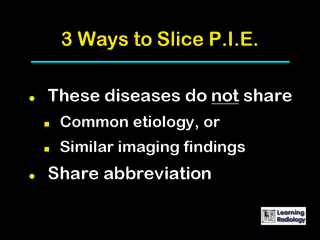 3 Ways to Slice P.I.E.
These diseases do not share
Common etiology, or
Similar imaging findings
Share abbreviation
Learning
Radiology